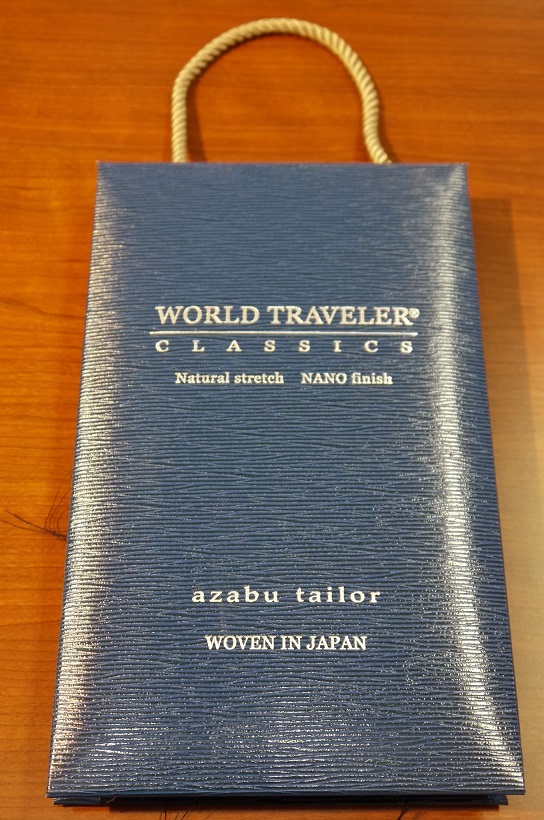 WORLD TRAVELER®
CLASSICS
Natural stretch NANO finish
azabu tailor
WOVEN IN JAPAN